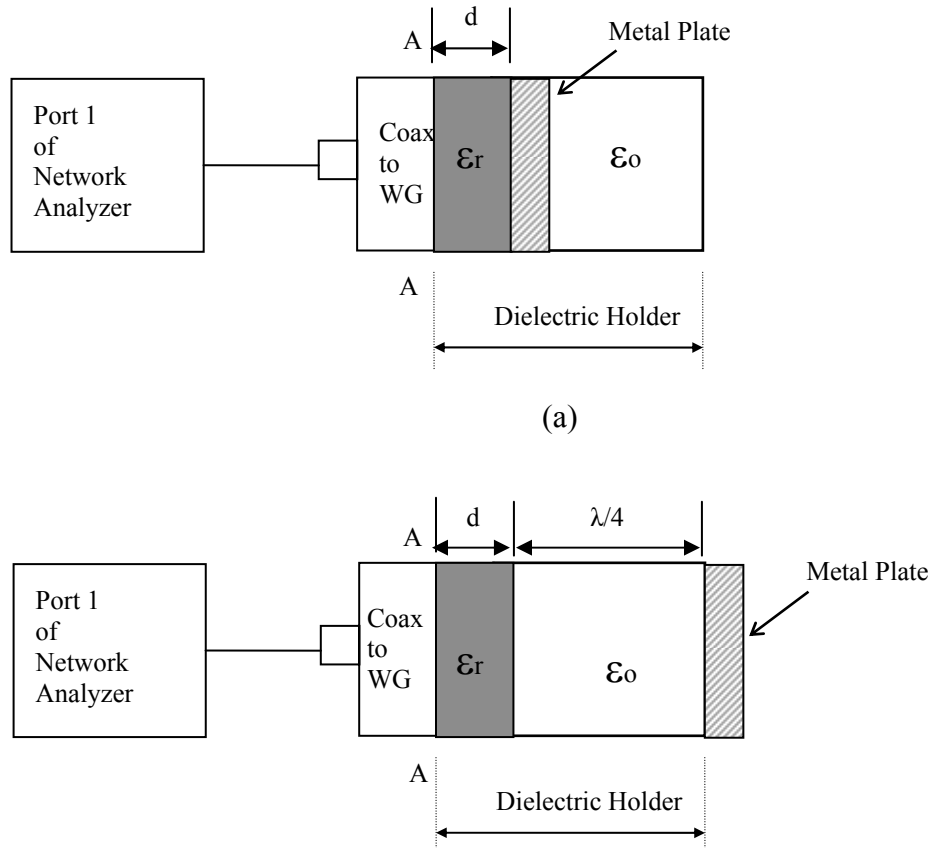 d
A
Metal Plate
Port 1
of
Network
Analyzer
Coax
to
WG
εr
εo
A
Dielectric Holder
(a)
d
λ/4
A
Metal Plate
Port 1
of
Network
Analyzer
Coax
to
WG
εr
εo
A
Dielectric Holder